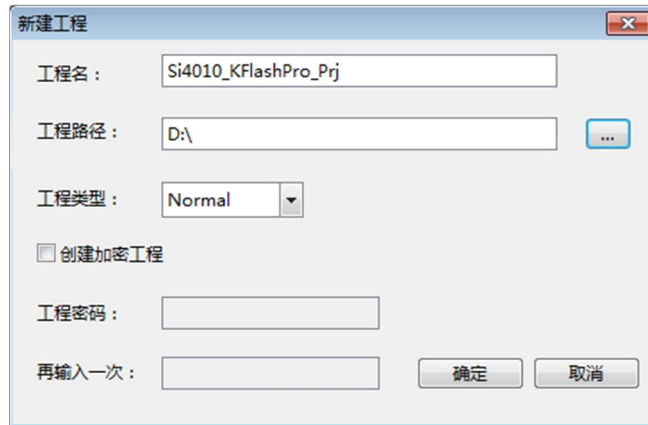 新建工程
工程名： Si4010_KFlashPro_Prj
工程路径： D:\ ...
工程类型： Normal
创建加密工程
工程密码：
再输入一次： 确定 取消